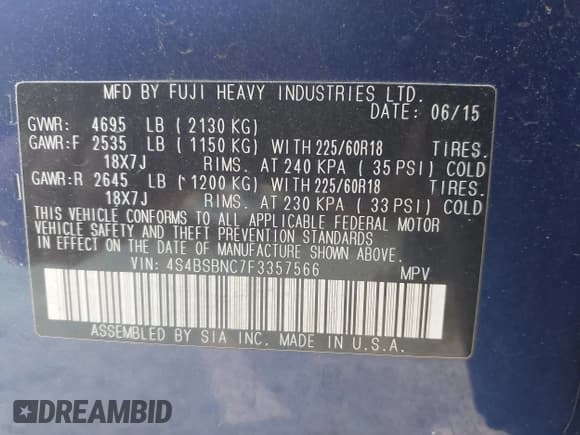 MFD BY FUJI HEAVY INDUSTRIES LTD.
DATE: 06/15
GVWR: 4695 LB ( 2130 KG)
GAWR:F 2535 LB ( 1150 KG) WITH 225/60R18 TIRES.
18X7J RIMS. AT 240 KPA ( 35 PSI) COLD
GAWR:R 2645 LB ( 1200 KG) WITH 225/60R18 TIRES.
18X7J RIMS. AT 230 KPA ( 33 PSI) COLD
THIS VEHICLE CONFORMS TO ALL APPLICABLE FEDERAL MOTOR
VEHICLE SAFETY AND THEFT PREVENTION STANDARDS
IN EFFECT ON THE DATE OF MANUFACTURE SHOWN ABOVE.
VIN: 4S4BSBNC7F3357566 MPV
ASSEMBLED BY SIA INC. MADE IN U.S.A.
DREAMBID